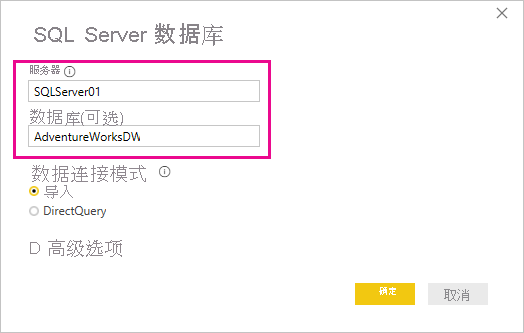 SQL Server 数据库
服务器
SQLServer01
数据库(可选)
AdventureWorksDW
数据连接模式
导入
DirectQuery
D 高级选项
确定
取消